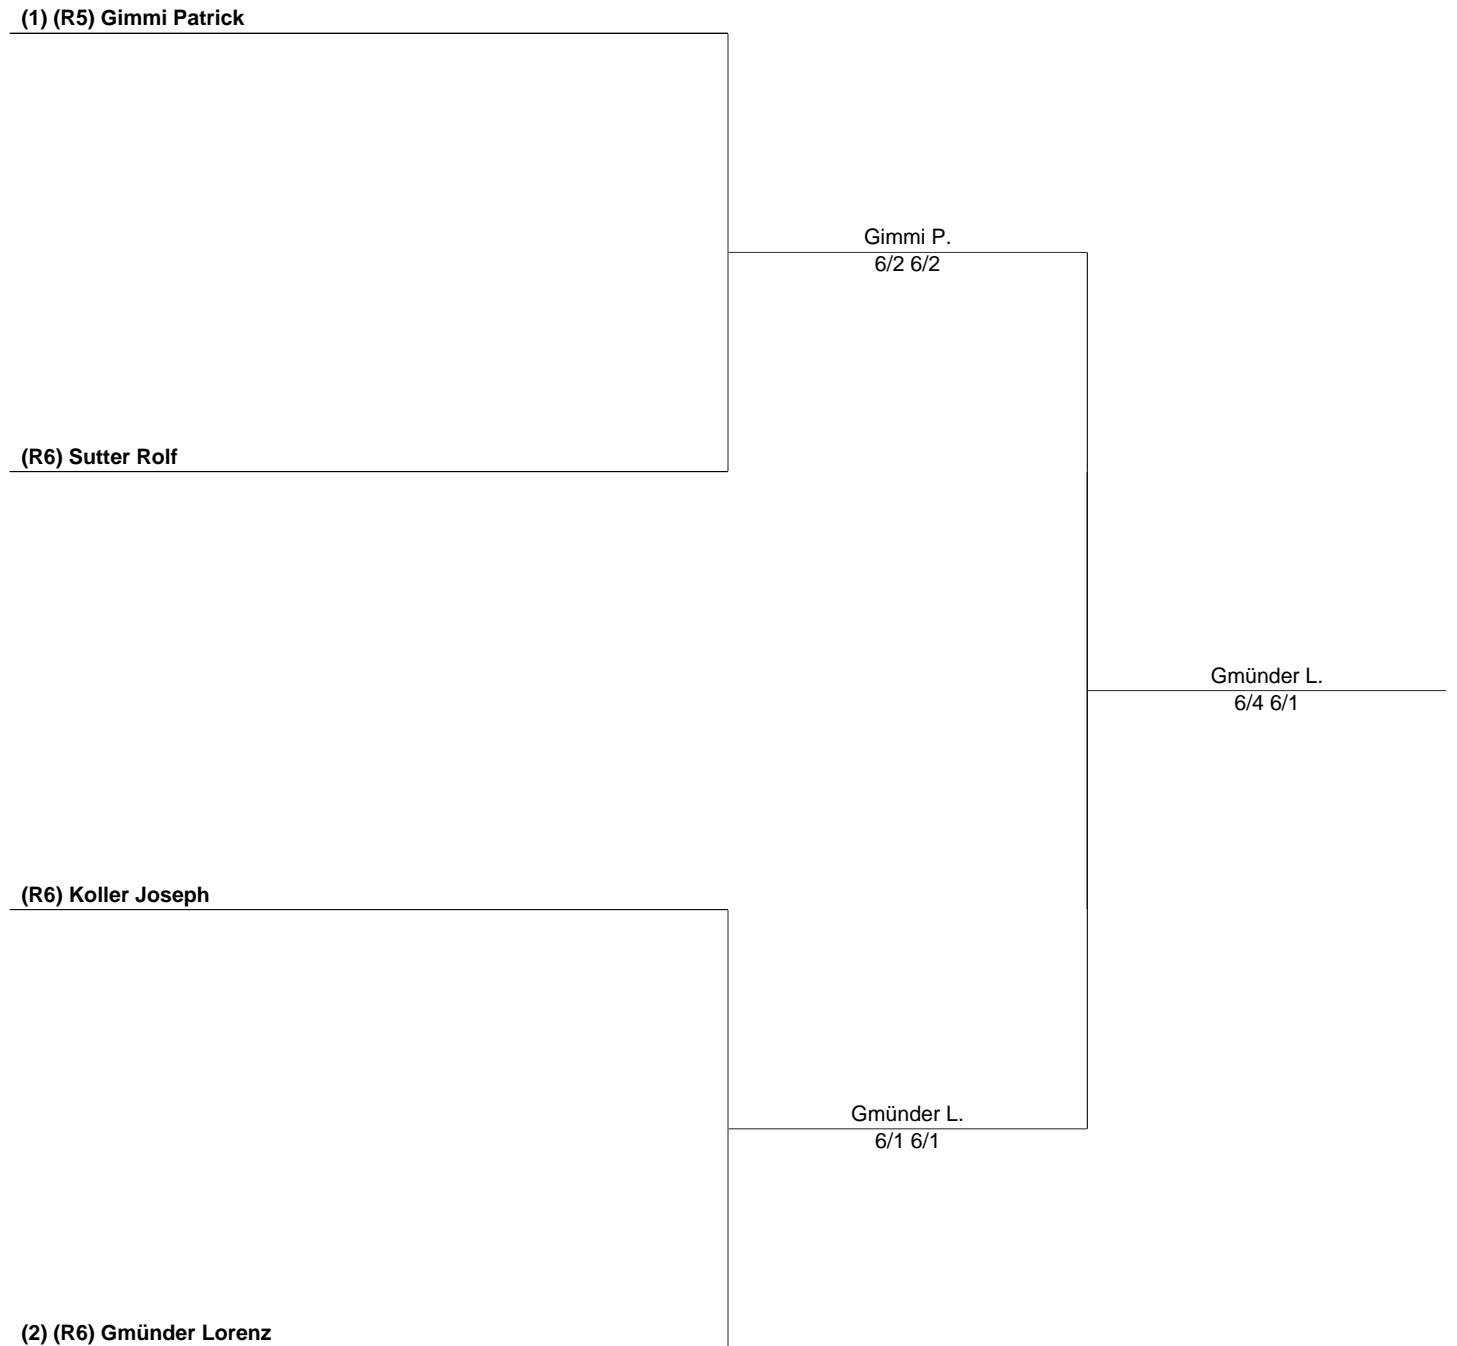 (1) (R5) Gimmi Patrick
Gimmi P.
6/2 6/2
(R6) Sutter Rolf
Gmünder L.
6/4 6/1
(R6) Koller Joseph
Gmünder L.
6/1 6/1
(2) (R6) Gmünder Lorenz